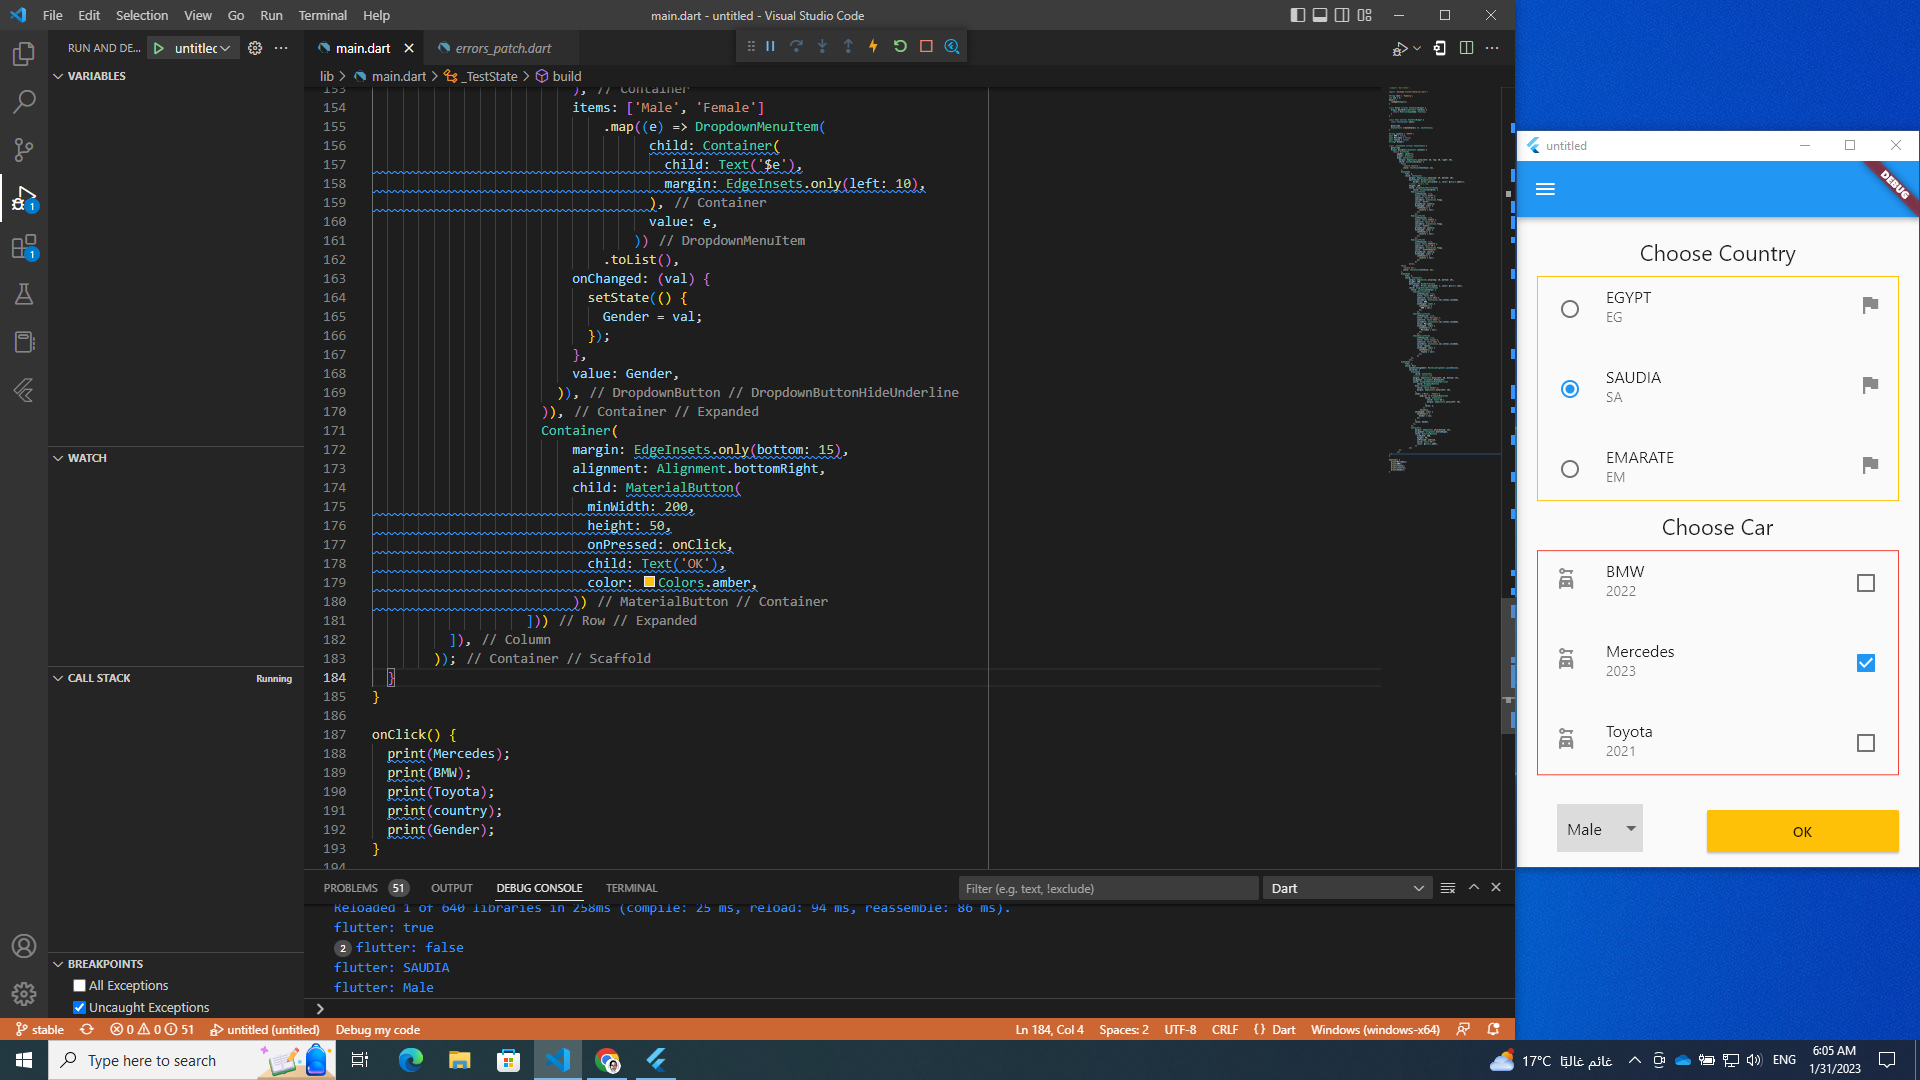 File Edit Selection View Go Run Terminal Help
main.dart - untitled - Visual Studio Code
RUN AND DE...
untitled
main.dart
errors_patch.dart
lib > main.dart > _TestState > build
VARIABLES
WATCH
CALL STACK
Running
BREAKPOINTS
All Exceptions
Uncaught Exceptions
153 ), // Container
154 items: ['Male', 'Female']
155 .map((e) => DropdownMenuItem(
156 child: Container(
157 child: Text('$e'),
158 margin: EdgeInsets.only(left: 10),
159 ), // Container
160 value: e,
161 )) // DropdownMenuItem
162 .toList(),
163 onChanged: (val) {
164 setState(() {
165 Gender = val;
166 });
167 },
168 value: Gender,
169 )), // DropdownButton // DropdownButtonHideUnderline
170 )), // Container // Expanded
171 Container(
172 margin: EdgeInsets.only(bottom: 15),
173 alignment: Alignment.bottomRight,
174 child: MaterialButton(
175 minWidth: 200,
176 height: 50,
177 onPressed: onClick,
178 child: Text('OK'),
179 color: Colors.amber,
180 )) // MaterialButton // Container
181 ])) // Row // Expanded
182 ]), // Column
183 )); // Container // Scaffold
184 }
185 }
186
187 onClick() {
188 print(Mercedes);
189 print(BMW);
190 print(Toyota);
191 print(country);
192 print(Gender);
193 }
194
PROBLEMS 51 OUTPUT DEBUG CONSOLE TERMINAL
Filter (e.g. text, !exclude)
Dart
Reloaded 1 of 640 libraries in 258ms (compile: 25 ms, reload: 94 ms, reassemble: 86 ms).
flutter: true
2 flutter: false
flutter: SAUDIA
flutter: Male
stable
0 0 51
untitled (untitled)
Debug my code
Ln 184, Col 4
Spaces: 2
UTF-8
CRLF
{} Dart
Windows (windows-x64)
untitled
DEBUG
Choose Country
EGYPT
EG
SAUDIA
SA
EMARATE
EM
Choose Car
BMW
2022
Mercedes
2023
Toyota
2021
Male
OK
Type here to search
17°C غائم غالبًا
ENG
6:05 AM
1/31/2023